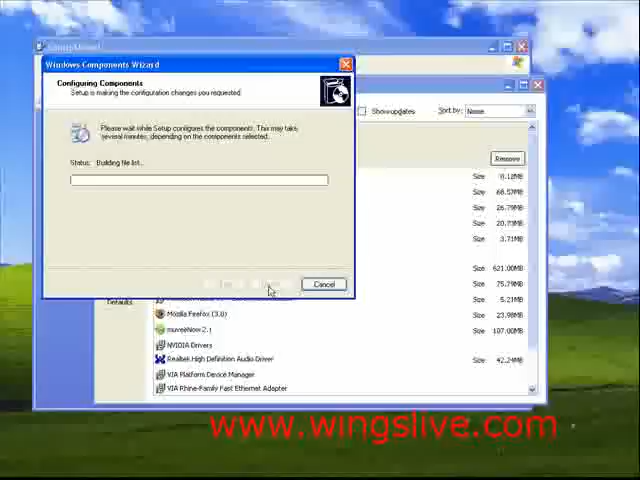 Windows Components Wizard
Configuring Components
Setup is making the configuration changes you requested.
Please wait while Setup configures the components. This may take
several minutes, depending on the components selected.
Status: Building file list...
Cancel
Show updates
Sort by: Name
Remove
Size 8.12MB
Size 68.57MB
Size 26.79MB
Size 20.73MB
Size 3.71MB
Size 621.00MB
Size 75.79MB
Size 5.21MB
Defaults
Mozilla Firefox (3.0)
Size 23.98MB
muveeNow 2.1
Size 107.00MB
NVIDIA Drivers
Realtek High Definition Audio Driver
Size 42.24MB
VIA Platform Device Manager
VIA Rhine-Family Fast Ethernet Adapter
www.wingslive.com